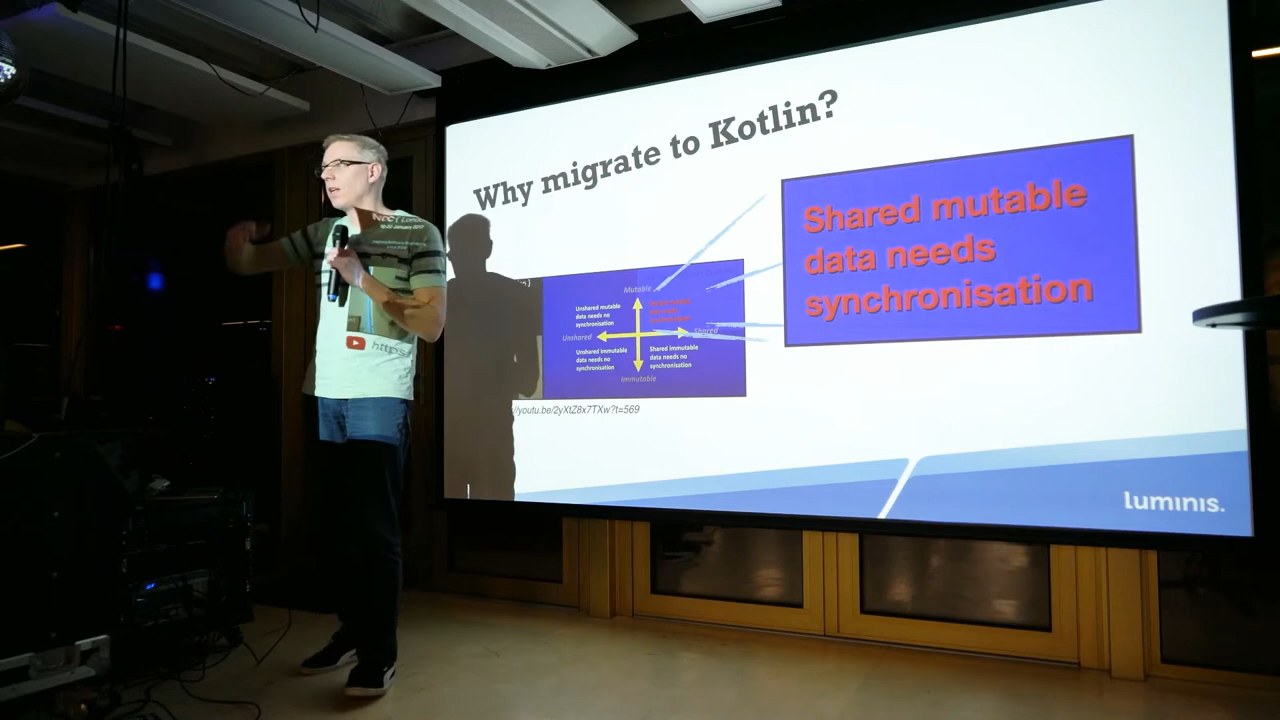 Why migrate to Kotlin?
Shared mutable
data needs
synchronisation
Mutable
Unshared mutable
data needs no
synchronisation
Unshared
Shared
Unshared immutable
data needs no
synchronisation
Shared immutable
data needs no
synchronisation
Immutable
/youtu.be/2yXtZ8x7TXw?t=569
https
luminis.